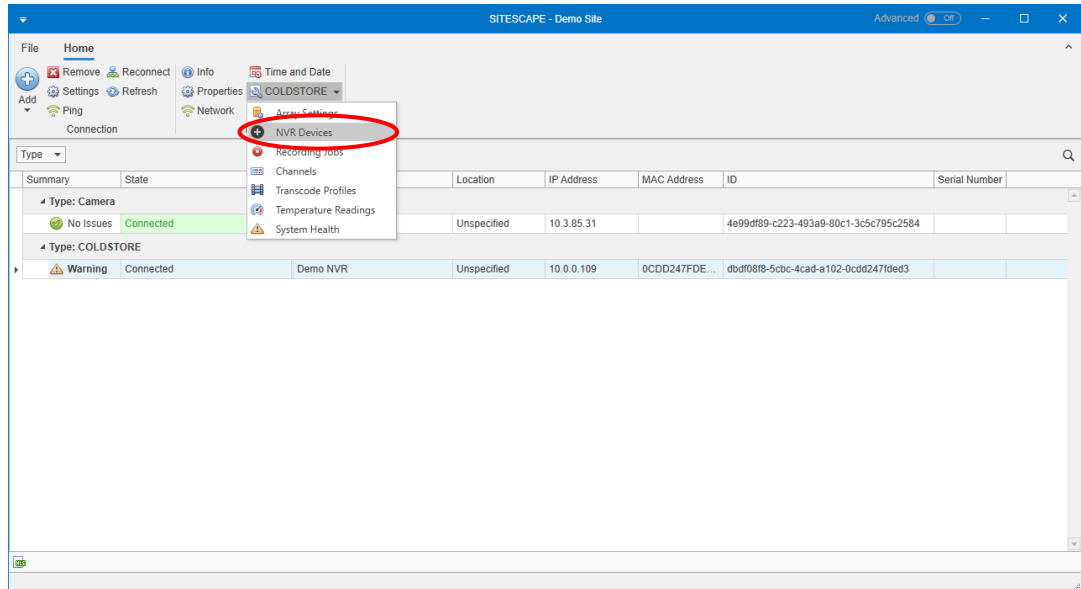 SITESCAPE - Demo Site
Advanced Off
File Home
Add
Remove Reconnect
Settings Refresh
Ping
Connection
Info
Properties
Network
Time and Date
COLDSTORE
Array Settings
NVR Devices
Recording Jobs
Channels
Transcode Profiles
Temperature Readings
System Health
Type
Summary State Location IP Address MAC Address ID Serial Number
Type: Camera
No Issues Connected Unspecified 10.3.85.31 4e99df89-c223-493a-80c1-3c5c795c2584
Type: COLDSTORE
Warning Connected Demo NVR Unspecified 10.0.0.109 0CDD247FDE... dbdf08f8-5cbc-4cad-a102-0cdd247fded3